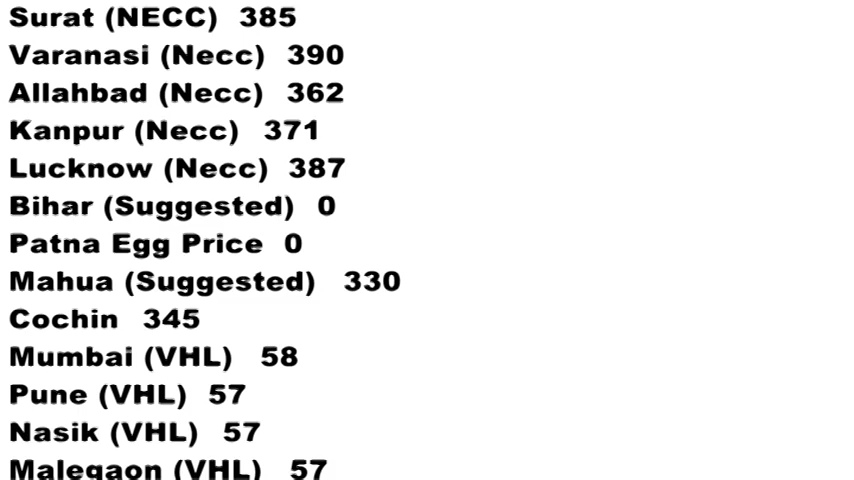 Surat (NECC) 385
Varanasi (Necc) 390
Allahbad (Necc) 362
Kanpur (Necc) 371
Lucknow (Necc) 387
Bihar (Suggested) 0
Patna Egg Price 0
Mahua (Suggested) 330
Cochin 345
Mumbai (VHL) 58
Pune (VHL) 57
Nasik (VHL) 57
Malegaon (VHL) 57